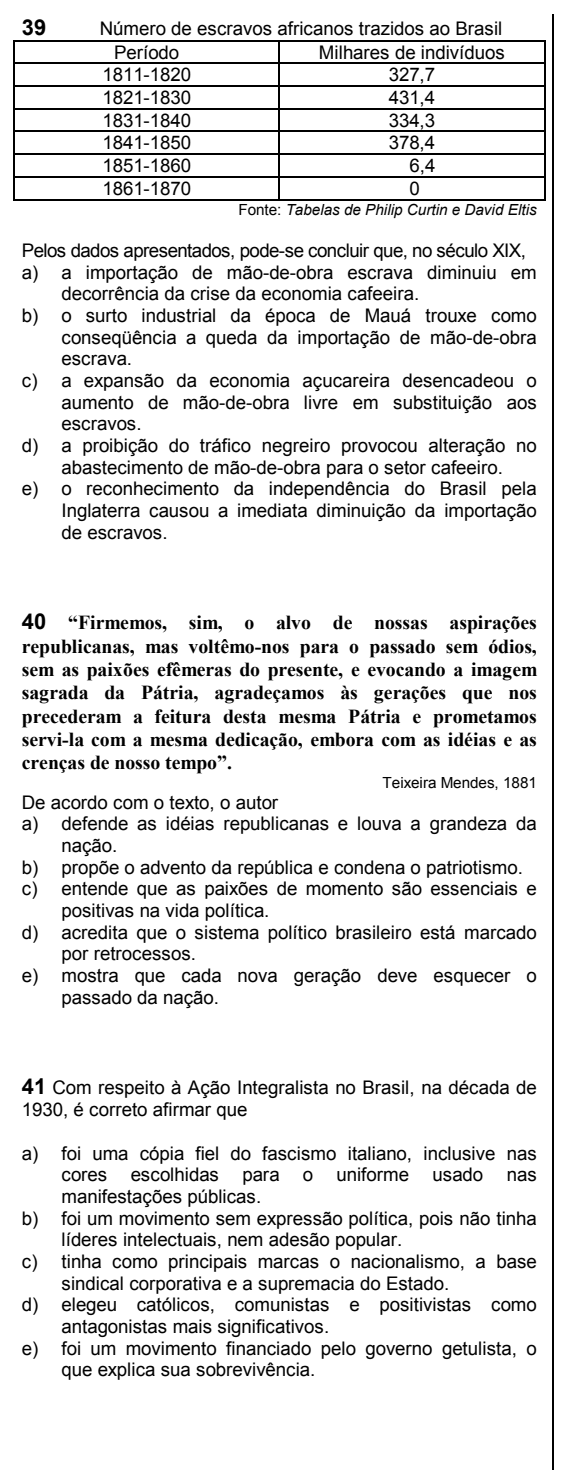 39 Número de escravos africanos trazidos ao Brasil
Período Milhares de indivíduos
1811-1820 327,7
1821-1830 431,4
1831-1840 334,3
1841-1850 378,4
1851-1860 6,4
1861-1870 0
Fonte: Tabelas de Philip Curtin e David Eltis
Pelos dados apresentados, pode-se concluir que, no século XIX,
a) a importação de mão-de-obra escrava diminuiu em
decorrência da crise da economia cafeeira.
b) o surto industrial da época de Mauá trouxe como
conseqüência a queda da importação de mão-de-obra
escrava.
c) a expansão da economia açucareira desencadeou o
aumento de mão-de-obra livre em substituição aos
escravos.
d) a proibição do tráfico negreiro provocou alteração no
abastecimento de mão-de-obra para o setor cafeeiro.
e) o reconhecimento da independência do Brasil pela
Inglaterra causou a imediata diminuição da importação
de escravos.
40 “Firmemos, sim, o alvo de nossas aspirações
republicanas, mas voltêmo-nos para o passado sem ódios,
sem as paixões efêmeras do presente, e evocando a imagem
sagrada da Pátria, agradeçamos às gerações que nos
precederam a feitura desta mesma Pátria e prometamos
servi-la com a mesma dedicação, embora com as idéias e as
crenças de nosso tempo”.
Teixeira Mendes, 1881
De acordo com o texto, o autor
a) defende as idéias republicanas e louva a grandeza da
nação.
b) propõe o advento da república e condena o patriotismo.
c) entende que as paixões de momento são essenciais e
positivas na vida política.
d) acredita que o sistema político brasileiro está marcado
por retrocessos.
e) mostra que cada nova geração deve esquecer o
passado da nação.
41 Com respeito à Ação Integralista no Brasil, na década de
1930, é correto afirmar que
a) foi uma cópia fiel do fascismo italiano, inclusive nas
cores escolhidas para o uniforme usado nas
manifestações públicas.
b) foi um movimento sem expressão política, pois não tinha
líderes intelectuais, nem adesão popular.
c) tinha como principais marcas o nacionalismo, a base
sindical corporativa e a supremacia do Estado.
d) elegeu católicos, comunistas e positivistas como
antagonistas mais significativos.
e) foi um movimento financiado pelo governo getulista, o
que explica sua sobrevivência.